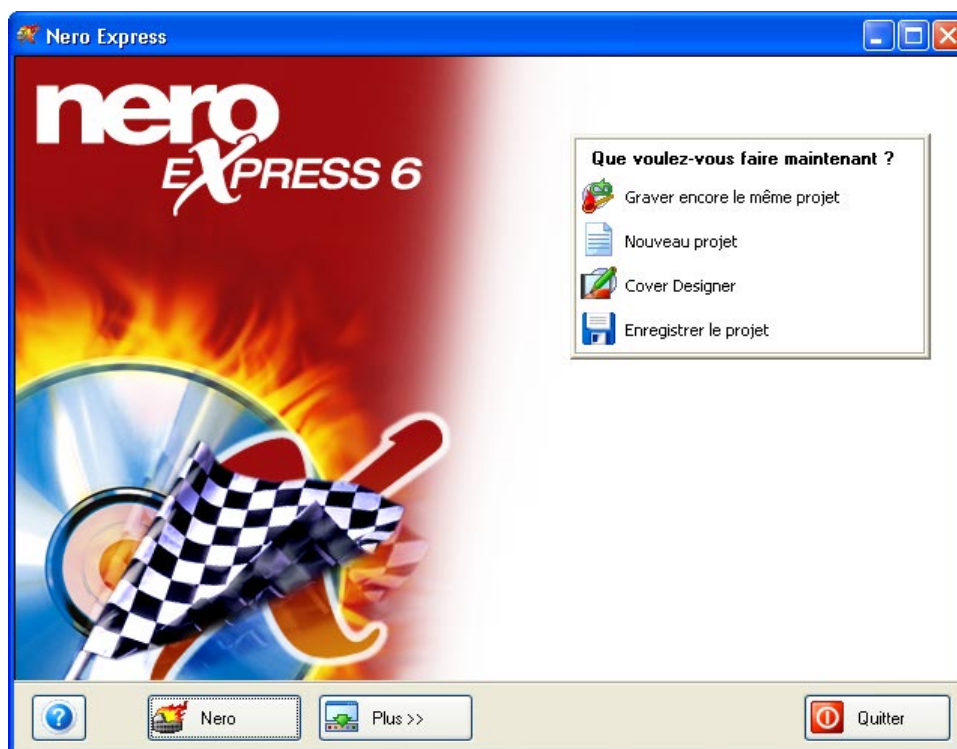 Nero Express
nero
EXPRESS 6
Que voulez-vous faire maintenant ?
Graver encore le même projet
Nouveau projet
Cover Designer
Enregistrer le projet
Nero
Plus >>
Quitter